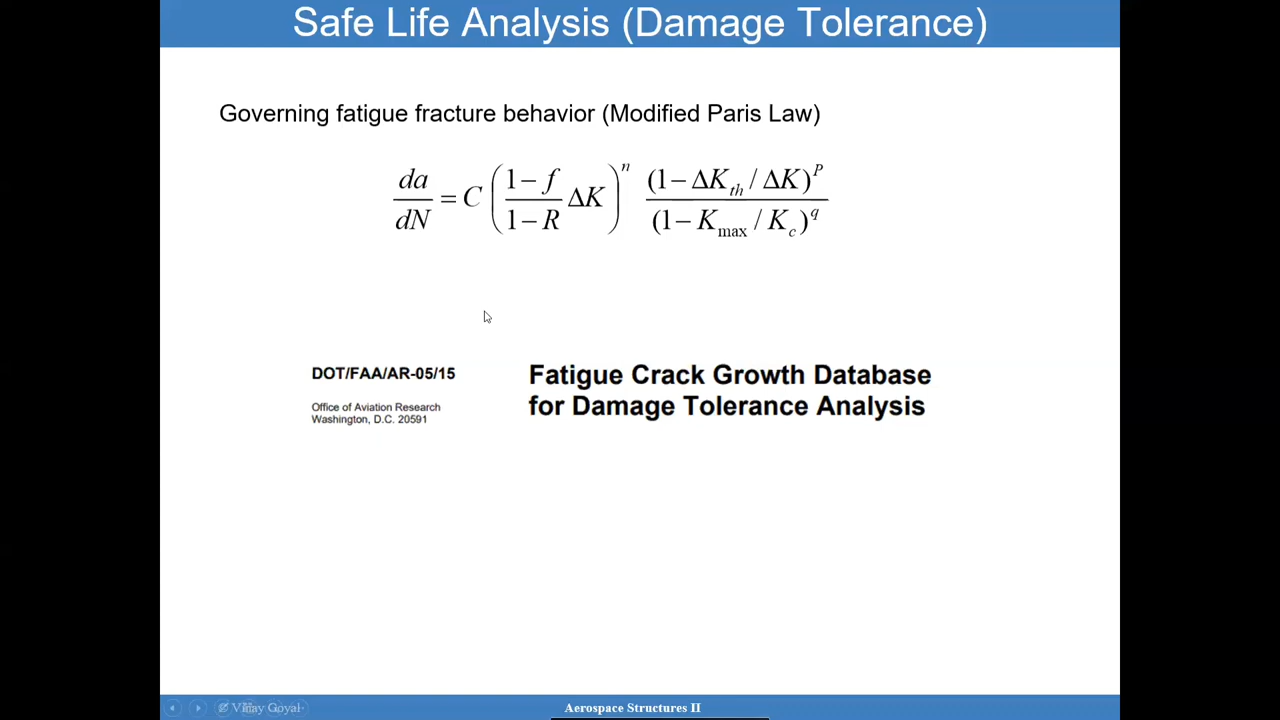 Safe Life Analysis (Damage Tolerance)
Governing fatigue fracture behavior (Modified Paris Law)
da/dN = C ( (1 − f)/(1 − R) ΔK )^n (1 − ΔK_th / ΔK)^P / (1 − K_max / K_c)^q
DOT/FAA/AR-05/15
Office of Aviation Research
Washington, D.C. 20591
Fatigue Crack Growth Database
for Damage Tolerance Analysis
Vinay Goyal
Aerospace Structures II